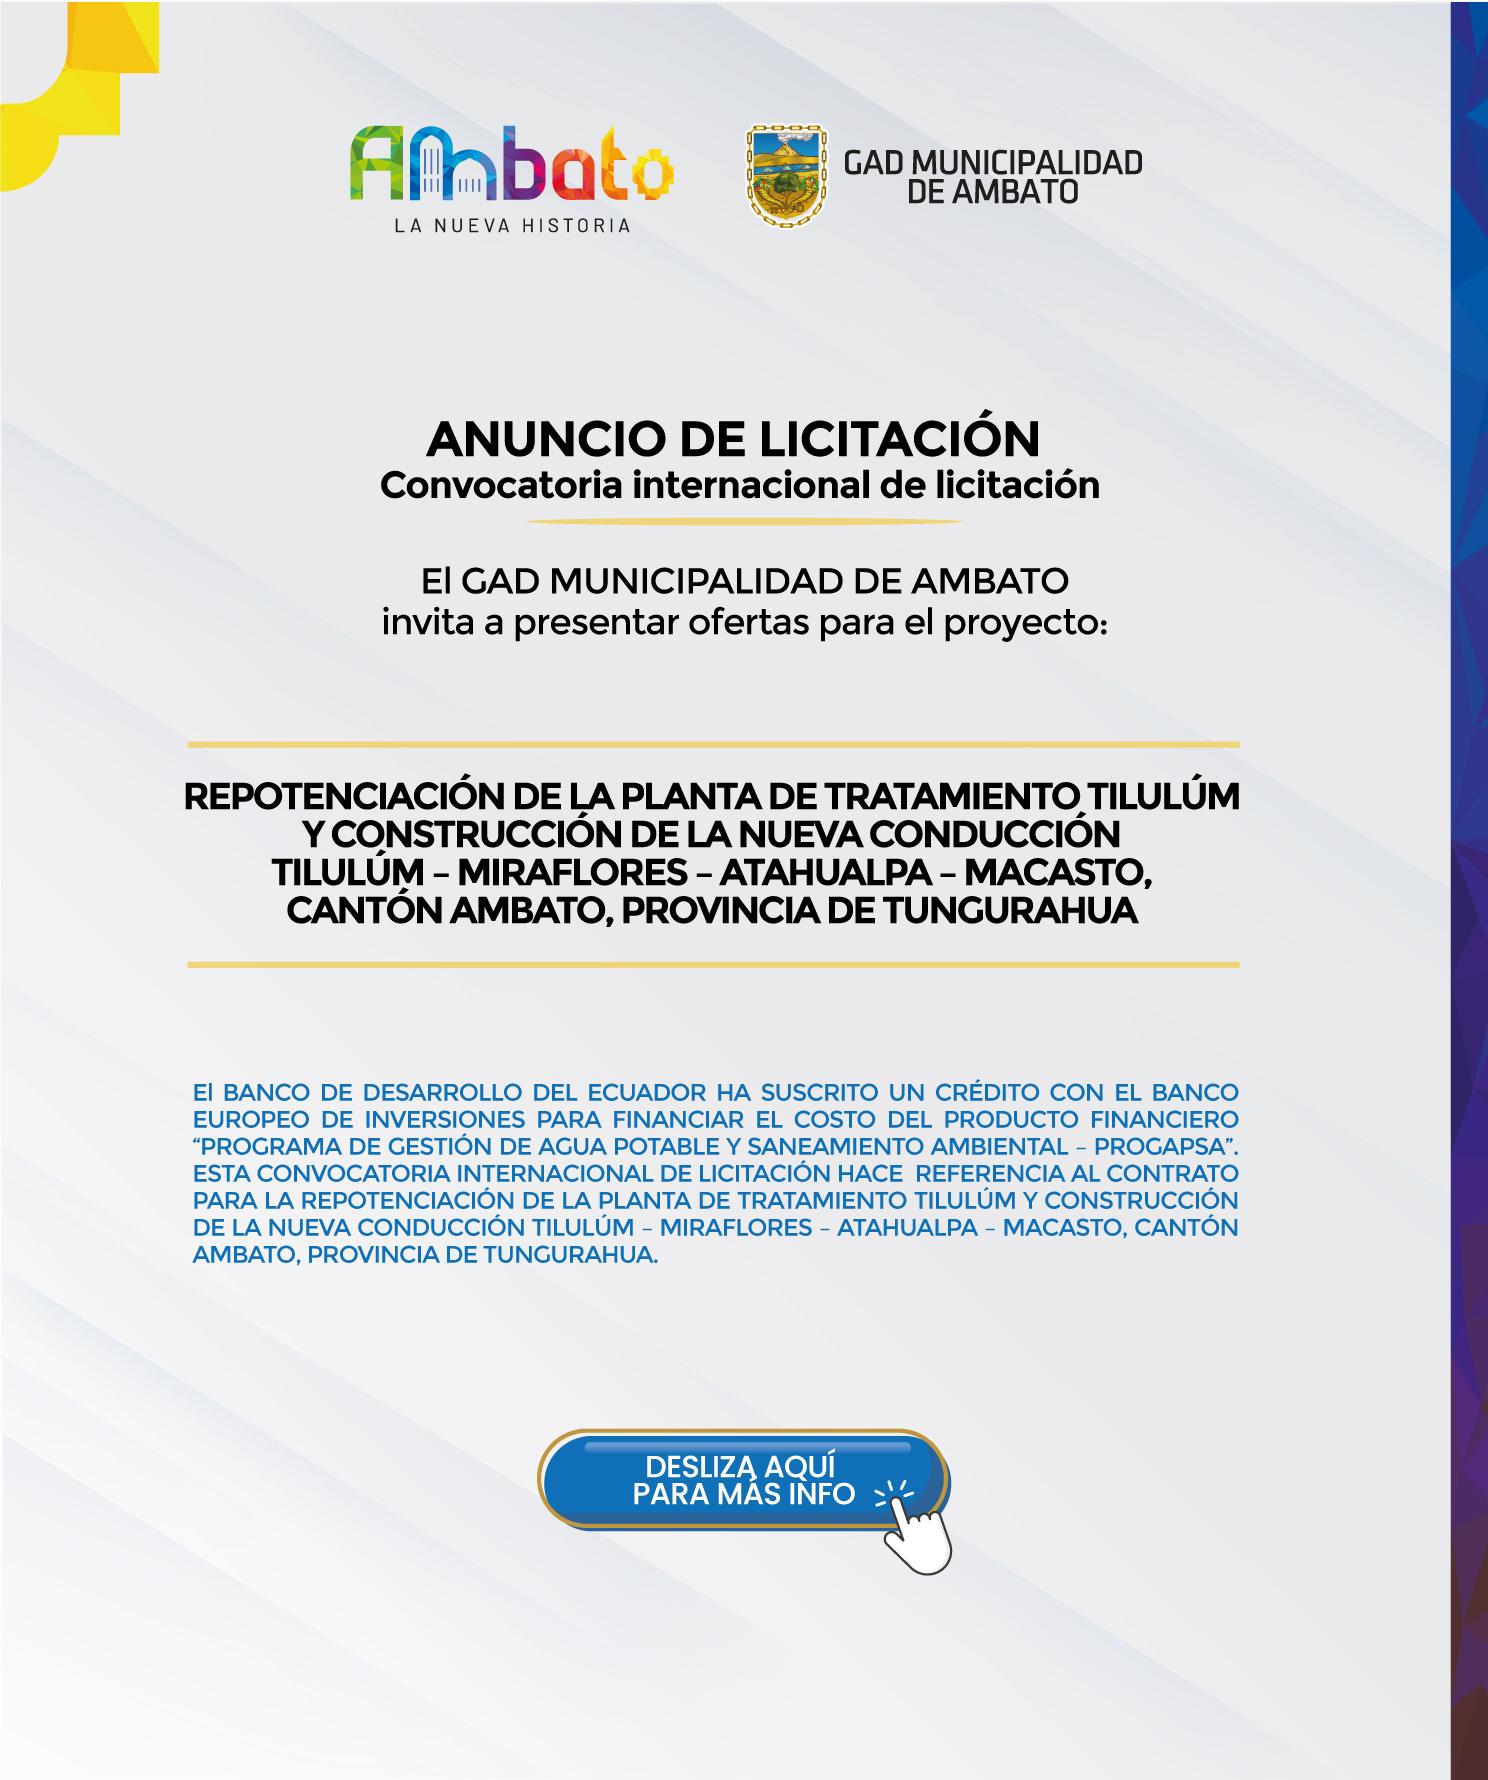 AMbato
LA NUEVA HISTORIA
GAD MUNICIPALIDAD
DE AMBATO
ANUNCIO DE LICITACIÓN
Convocatoria internacional de licitación
El GAD MUNICIPALIDAD DE AMBATO
invita a presentar ofertas para el proyecto:
REPOTENCIACIÓN DE LA PLANTA DE TRATAMIENTO TILULÚM
Y CONSTRUCCIÓN DE LA NUEVA CONDUCCIÓN
TILULÚM – MIRAFLORES – ATAHUALPA – MACASTO,
CANTÓN AMBATO, PROVINCIA DE TUNGURAHUA
El BANCO DE DESARROLLO DEL ECUADOR HA SUSCRITO UN CRÉDITO CON EL BANCO
EUROPEO DE INVERSIONES PARA FINANCIAR EL COSTO DEL PRODUCTO FINANCIERO
“PROGRAMA DE GESTIÓN DE AGUA POTABLE Y SANEAMIENTO AMBIENTAL – PROGAPSA”.
ESTA CONVOCATORIA INTERNACIONAL DE LICITACIÓN HACE REFERENCIA AL CONTRATO
PARA LA REPOTENCIACIÓN DE LA PLANTA DE TRATAMIENTO TILULÚM Y CONSTRUCCIÓN
DE LA NUEVA CONDUCCIÓN TILULÚM – MIRAFLORES – ATAHUALPA – MACASTO, CANTÓN
AMBATO, PROVINCIA DE TUNGURAHUA.
DESLIZA AQUÍ
PARA MÁS INFO